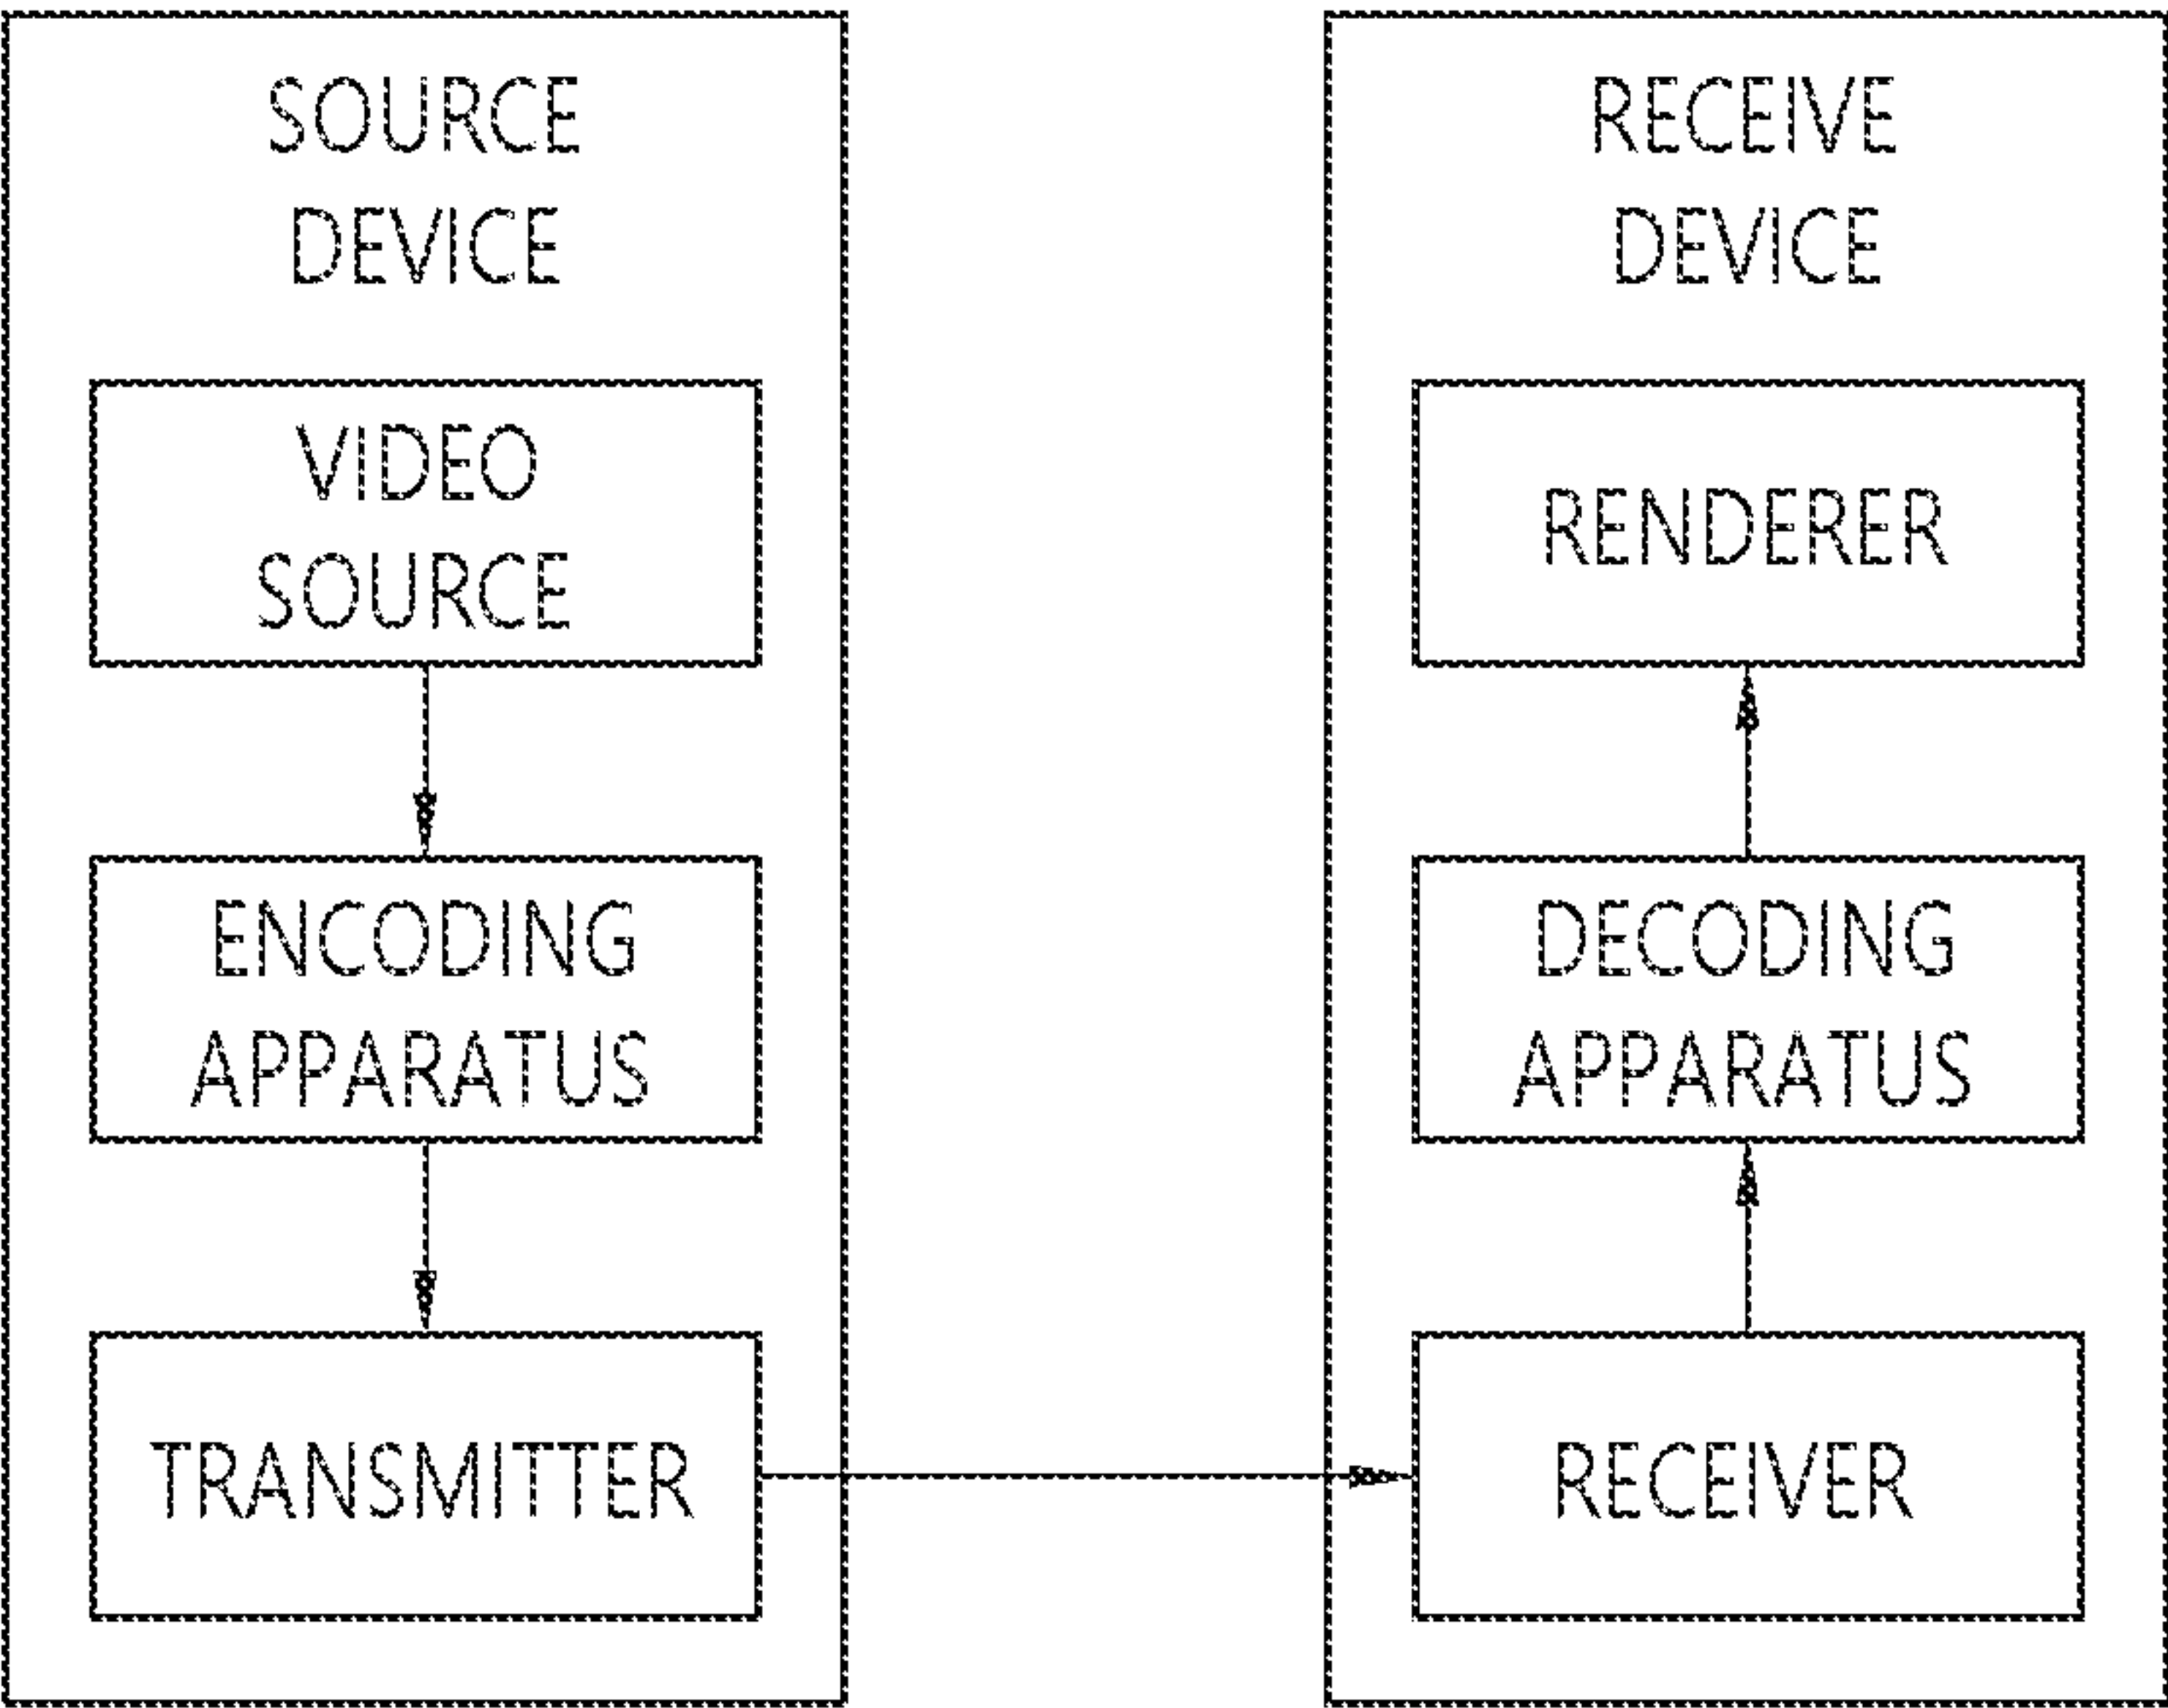 SOURCE
DEVICE
VIDEO
SOURCE
ENCODING
APPARATUS
TRANSMITTER
RECEIVE
DEVICE
RENDERER
DECODING
APPARATUS
RECEIVER